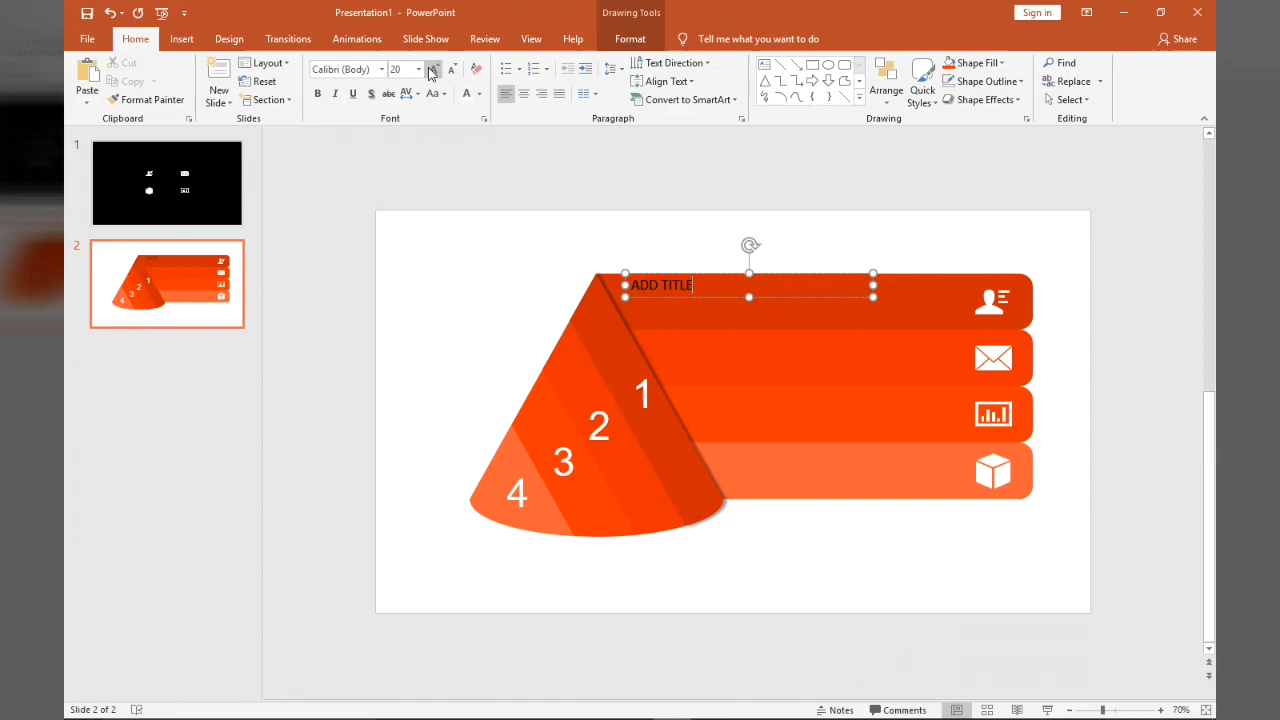 Presentation1 - PowerPoint
Drawing Tools
Sign in
File
Home
Insert
Design
Transitions
Animations
Slide Show
Review
View
Help
Format
Tell me what you want to do
Share
Paste
Cut
Copy
Format Painter
Clipboard
New
Slide
Layout
Reset
Section
Slides
Calibri (Body)
20
B I U S abc AV Aa A
Font
Text Direction
Align Text
Convert to SmartArt
Paragraph
Arrange
Quick
Styles
Shape Fill
Shape Outline
Shape Effects
Drawing
Find
Replace
Select
Editing
1
2
ADD TITLE
1
2
3
4
Slide 2 of 2
Notes
Comments
70%